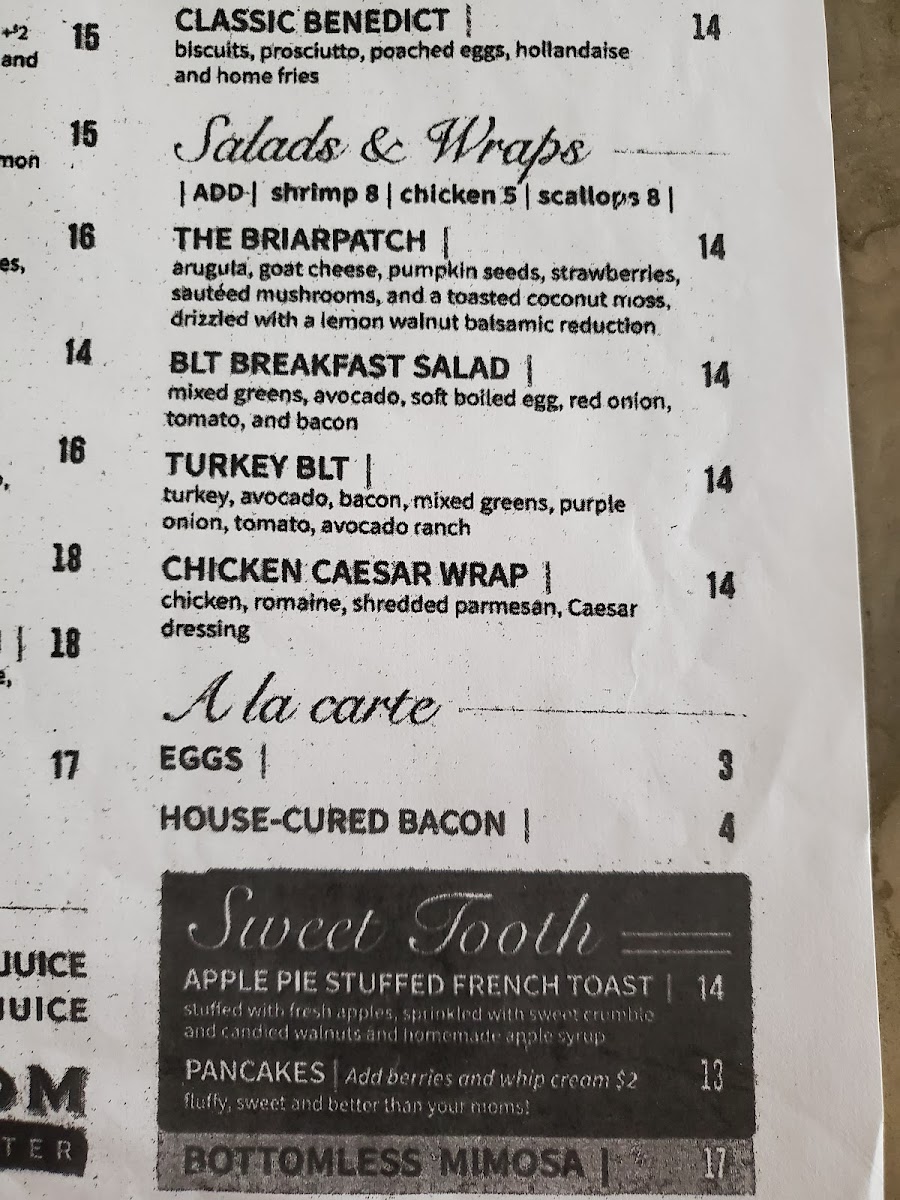 +$2
15
and
15
mon
16
es,
14
16
18
| 18
e,
17
JUICE
JUICE
OM
TER
CLASSIC BENEDICT | 14
biscuits, prosciutto, poached eggs, hollandaise
and home fries
Salads & Wraps
| ADD | shrimp 8 | chicken 5 | scallops 8 |
THE BRIARPATCH | 14
arugula, goat cheese, pumpkin seeds, strawberries,
sautéed mushrooms, and a toasted coconut moss,
drizzled with a lemon walnut balsamic reduction
BLT BREAKFAST SALAD | 14
mixed greens, avocado, soft boiled egg, red onion,
tomato, and bacon
TURKEY BLT | 14
turkey, avocado, bacon, mixed greens, purple
onion, tomato, avocado ranch
CHICKEN CAESAR WRAP | 14
chicken, romaine, shredded parmesan, Caesar
dressing
A la carte
EGGS | 3
HOUSE-CURED BACON | 4
Sweet Tooth
APPLE PIE STUFFED FRENCH TOAST | 14
stuffed with fresh apples, sprinkled with sweet crumble
and candied walnuts and homemade apple syrup
PANCAKES | Add berries and whip cream $2 13
fluffy, sweet and better than your moms!
BOTTOMLESS MIMOSA | 17